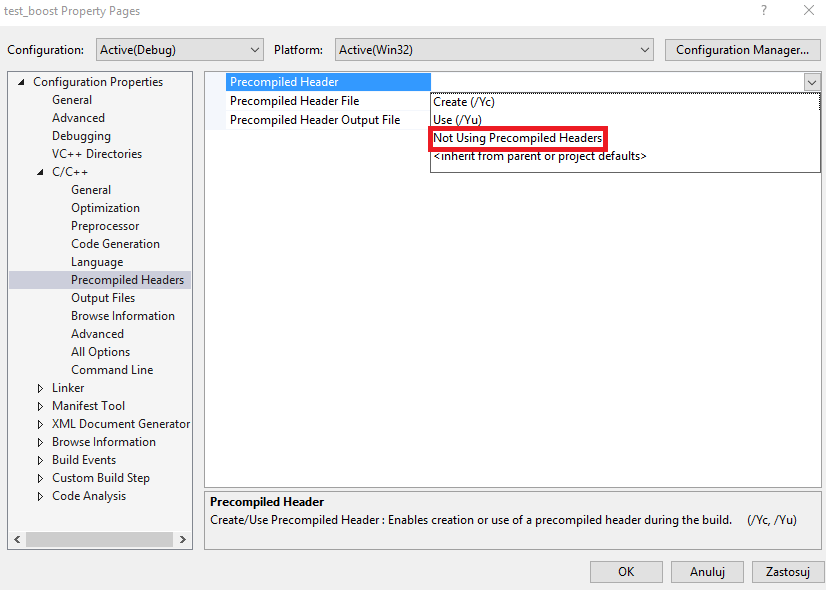 test_boost Property Pages
?
Configuration: Active(Debug) Platform: Active(Win32) Configuration Manager...
Configuration Properties
General
Advanced
Debugging
VC++ Directories
C/C++
General
Optimization
Preprocessor
Code Generation
Language
Precompiled Headers
Output Files
Browse Information
Advanced
All Options
Command Line
Linker
Manifest Tool
XML Document Generator
Browse Information
Build Events
Custom Build Step
Code Analysis
Precompiled Header
Precompiled Header File
Precompiled Header Output File
Create (/Yc)
Use (/Yu)
Not Using Precompiled Headers
<inherit from parent or project defaults>
Precompiled Header
Create/Use Precompiled Header : Enables creation or use of a precompiled header during the build. (/Yc, /Yu)
OK Anuluj Zastosuj